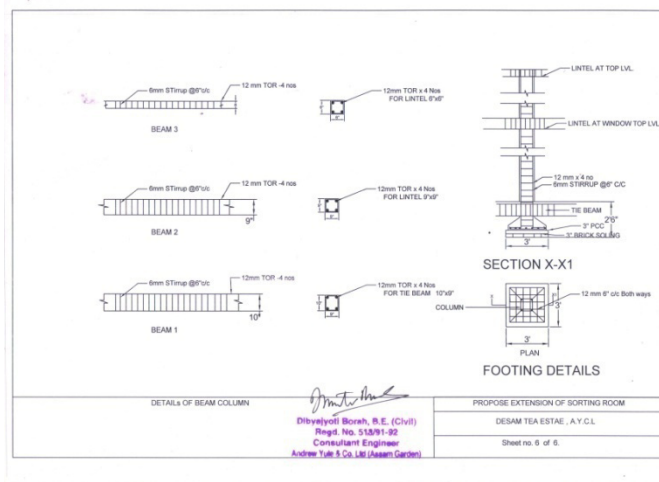 6mm STirrup @6"c/c
12 mm TOR -4 nos
BEAM 3
12mm TOR x 4 Nos
FOR LINTEL 6"x6"
6"
6mm STirrup @6"c/c
12 mm TOR -4 nos
9"
BEAM 2
12mm TOR x 4 Nos
FOR LINTEL 9"x9"
6mm STirrup @6"c/c
12mm TOR -4 nos
10"
BEAM 1
12mm TOR x 4 Nos
FOR TIE BEAM 10"x9"
LINTEL AT TOP LVL.
LINTEL AT WINDOW TOP LVL
12 mm x 4 no
6mm STIRRUP @6" C/C
TIE BEAM
2'6"
3" PCC
3" BRICK SOLING
3'
SECTION X-X1
COLUMN
12 mm 6" c/c Both ways
3'
3'
PLAN
FOOTING DETAILS
DETAILs OF BEAM COLUMN
Dibyajyoti Borah, B.E. (Civil)
Regd. No. 513/91-92
Consultant Engineer
Andrew Yule & Co. Ltd (Assam Garden)
PROPOSE EXTENSION OF SORTING ROOM
DESAM TEA ESTAE , A.Y.C.L
Sheet no. 6 of 6.